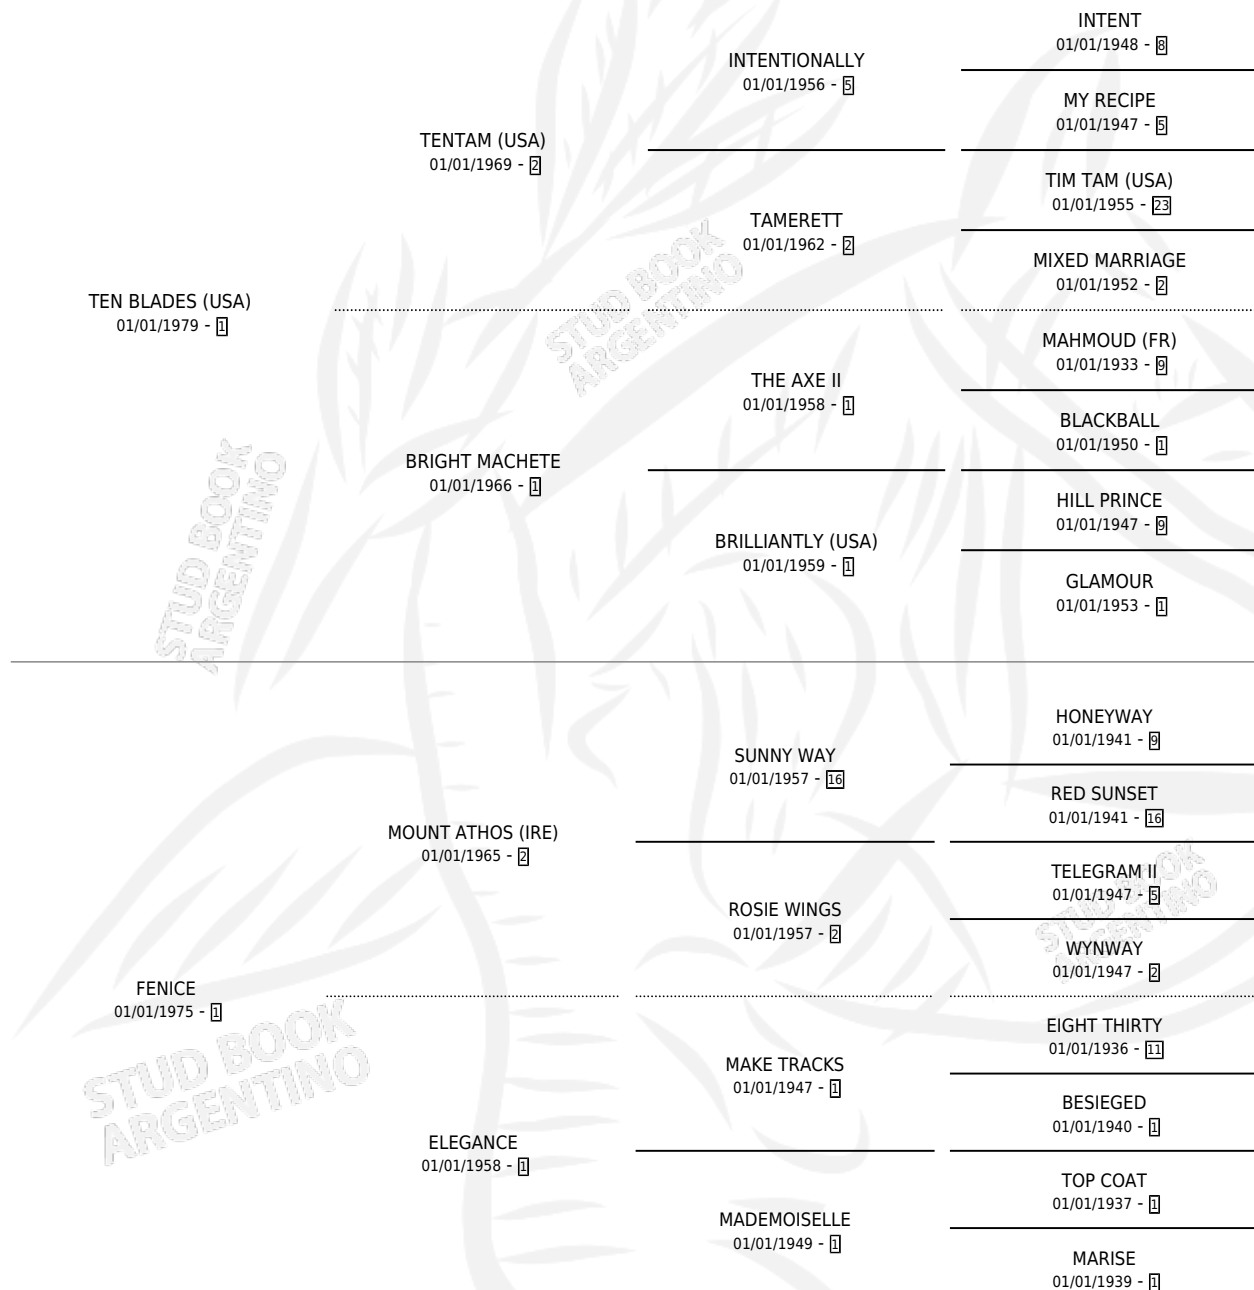 TEN BLADES (USA)
01/01/1979 - 1
TENTAM (USA)
01/01/1969 - 2
INTENTIONALLY
01/01/1956 - 5
INTENT
01/01/1948 - 8
MY RECIPE
01/01/1947 - 5
TAMERETT
01/01/1962 - 2
TIM TAM (USA)
01/01/1955 - 23
MIXED MARRIAGE
01/01/1952 - 2
BRIGHT MACHETE
01/01/1966 - 1
THE AXE II
01/01/1958 - 1
MAHMOUD (FR)
01/01/1933 - 9
BLACKBALL
01/01/1950 - 1
BRILLIANTLY (USA)
01/01/1959 - 1
HILL PRINCE
01/01/1947 - 9
GLAMOUR
01/01/1953 - 1
FENICE
01/01/1975 - 1
MOUNT ATHOS (IRE)
01/01/1965 - 2
SUNNY WAY
01/01/1957 - 16
HONEYWAY
01/01/1941 - 9
RED SUNSET
01/01/1941 - 16
ROSIE WINGS
01/01/1957 - 2
TELEGRAM II
01/01/1947 - 5
WYNWAY
01/01/1947 - 2
ELEGANCE
01/01/1958 - 1
MAKE TRACKS
01/01/1947 - 1
EIGHT THIRTY
01/01/1936 - 11
BESIEGED
01/01/1940 - 1
MADEMOISELLE
01/01/1949 - 1
TOP COAT
01/01/1937 - 1
MARISE
01/01/1939 - 1
STUD BOOK
ARGENTINO
STUD BOOK
ARGENTINO
STUD BOOK
ARGENTINO
STUD BOOK
ARGENTINO